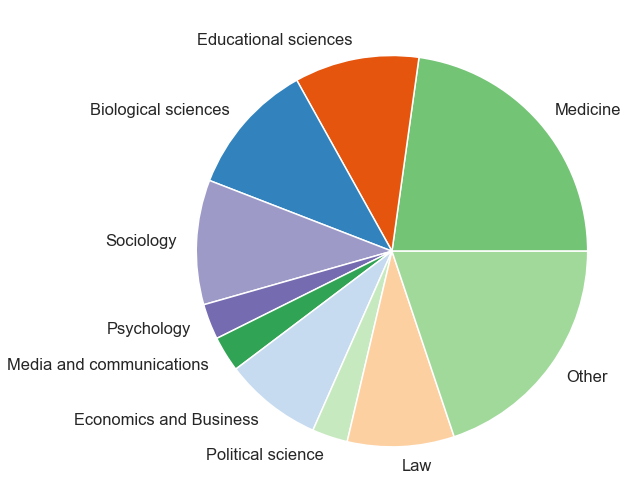 Educational sciences
Medicine
Biological sciences
Sociology
Psychology
Media and communications
Other
Economics and Business
Political science
Law